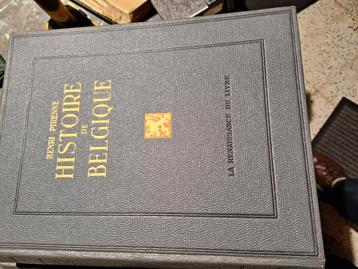 HENRI PIRENNE
HISTOIRE
DE
BELGIQUE
LA RENAISSANCE DU LIVRE